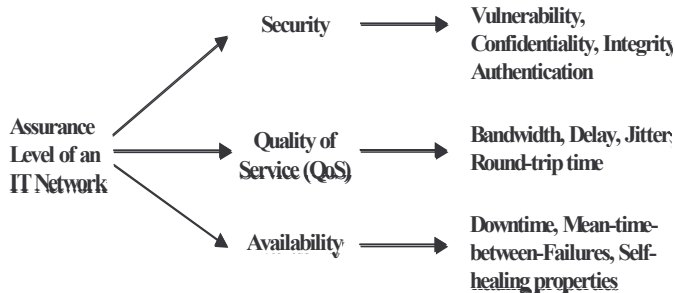 Security
Vulnerability,
Confidentiality, Integrity
Authentication
Assurance
Level of an
IT Network
Quality of
Service (QoS)
Bandwidth, Delay, Jitter,
Round-trip time
Availability
Downtime, Mean-time-
between-Failures, Self-
healing properties